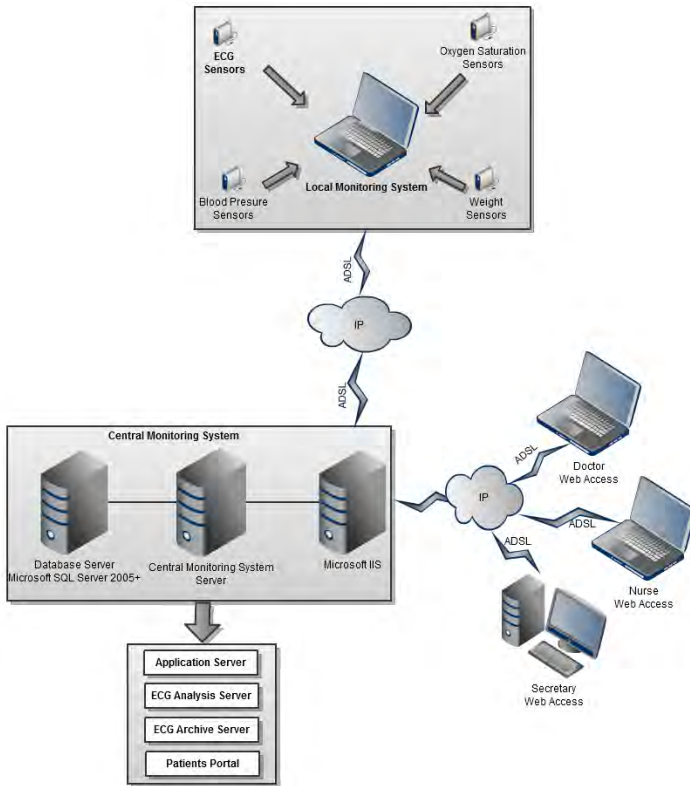 ECG
Sensors
Oxygen Saturation
Sensors
Blood Presure
Sensors
Local Monitoring System
Weight
Sensors
ADSL
IP
ADSL
Central Monitoring System
Database Server
Microsoft SQL Server 2005+
Central Monitoring System
Server
Microsoft IIS
IP
ADSL
Doctor
Web Access
ADSL
Nurse
Web Access
ADSL
Secretary
Web Access
Application Server
ECG Analysis Server
ECG Archive Server
Patients Portal